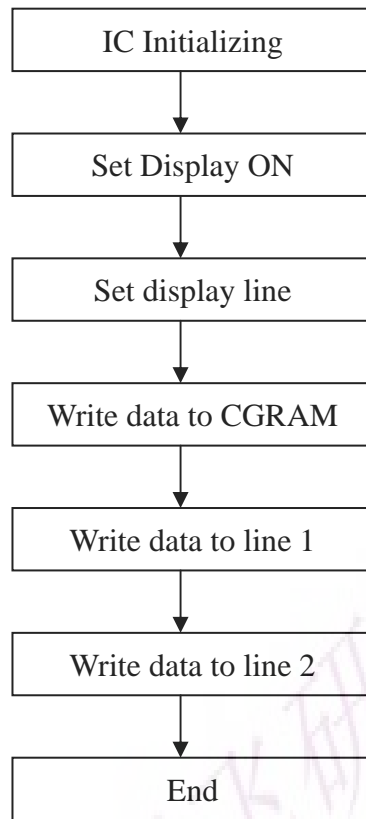 IC Initializing
Set Display ON
Set display line
Write data to CGRAM
Write data to line 1
Write data to line 2
End